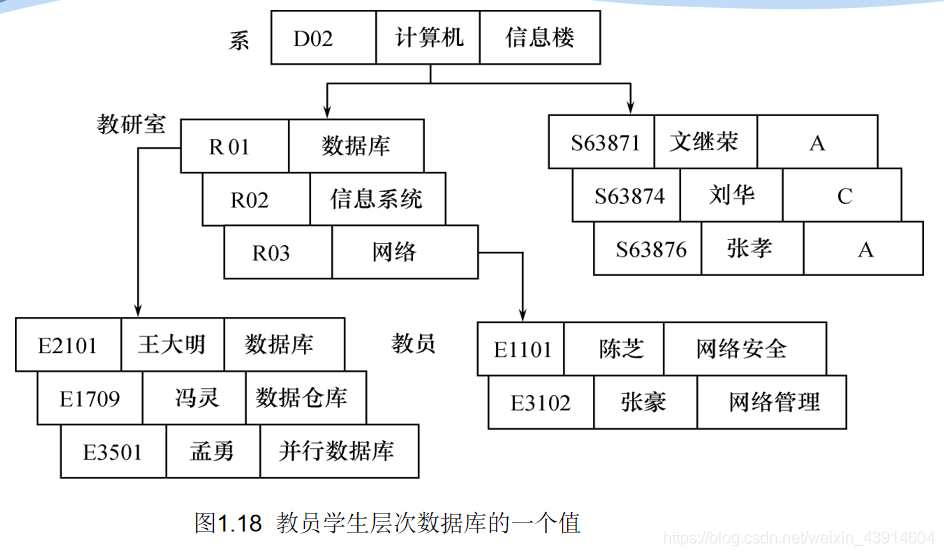 系 D02 计算机 信息楼
教研室
R01 数据库
R02 信息系统
R03 网络
S63871 文继荣 A
S63874 刘华 C
S63876 张孝 A
教员
E2101 王大明 数据库
E1709 冯灵 数据仓库
E3501 孟勇 并行数据库
E1101 陈芝 网络安全
E3102 张豪 网络管理
图1.18 教员学生层次数据库的一个值
https://blog.csdn.net/weixin_43914604